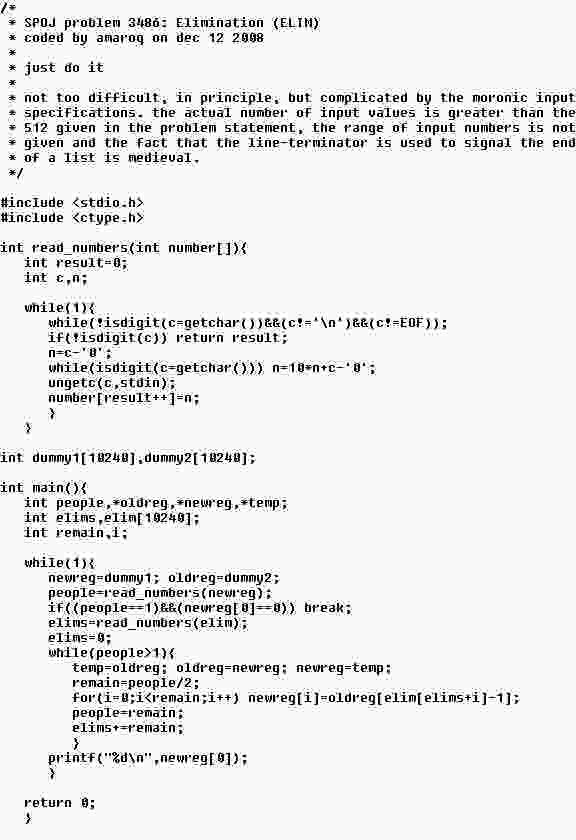 /*
 * SPOJ problem 3486: Elimination (ELIM)
 * coded by amaroq on dec 12 2008
 *
 * just do it
 *
 * not too difficult, in principle, but complicated by the moronic input
 * specifications. the actual number of input values is greater than the
 * 512 given in the problem statement, the range of input numbers is not
 * given and the fact that the line-terminator is used to signal the end
 * of a list is medieval.
 */

#include <stdio.h>
#include <ctype.h>

int read_numbers(int number[]){
   int result=0;
   int c,n;

   while(1){
      while(!isdigit(c=getchar())&&(c!='\n')&&(c!=EOF));
      if(!isdigit(c)) return result;
      n=c-'0';
      while(isdigit(c=getchar())) n=10*n+c-'0';
      ungetc(c,stdin);
      number[result++]=n;
      }
   }

int dummy1[10240],dummy2[10240];

int main(){
   int people,*oldreg,*newreg,*temp;
   int elims,elim[10240];
   int remain,i;

   while(1){
      newreg=dummy1; oldreg=dummy2;
      people=read_numbers(newreg);
      if((people==1)&&(newreg[0]==0)) break;
      elims=read_numbers(elim);
      elims=0;
      while(people>1){
         temp=oldreg; oldreg=newreg; newreg=temp;
         remain=people/2;
         for(i=0;i<remain;i++) newreg[i]=oldreg[elim[elims+i]-1];
         people=remain;
         elims+=remain;
         }
      printf("%d\n",newreg[0]);
      }

   return 0;
   }